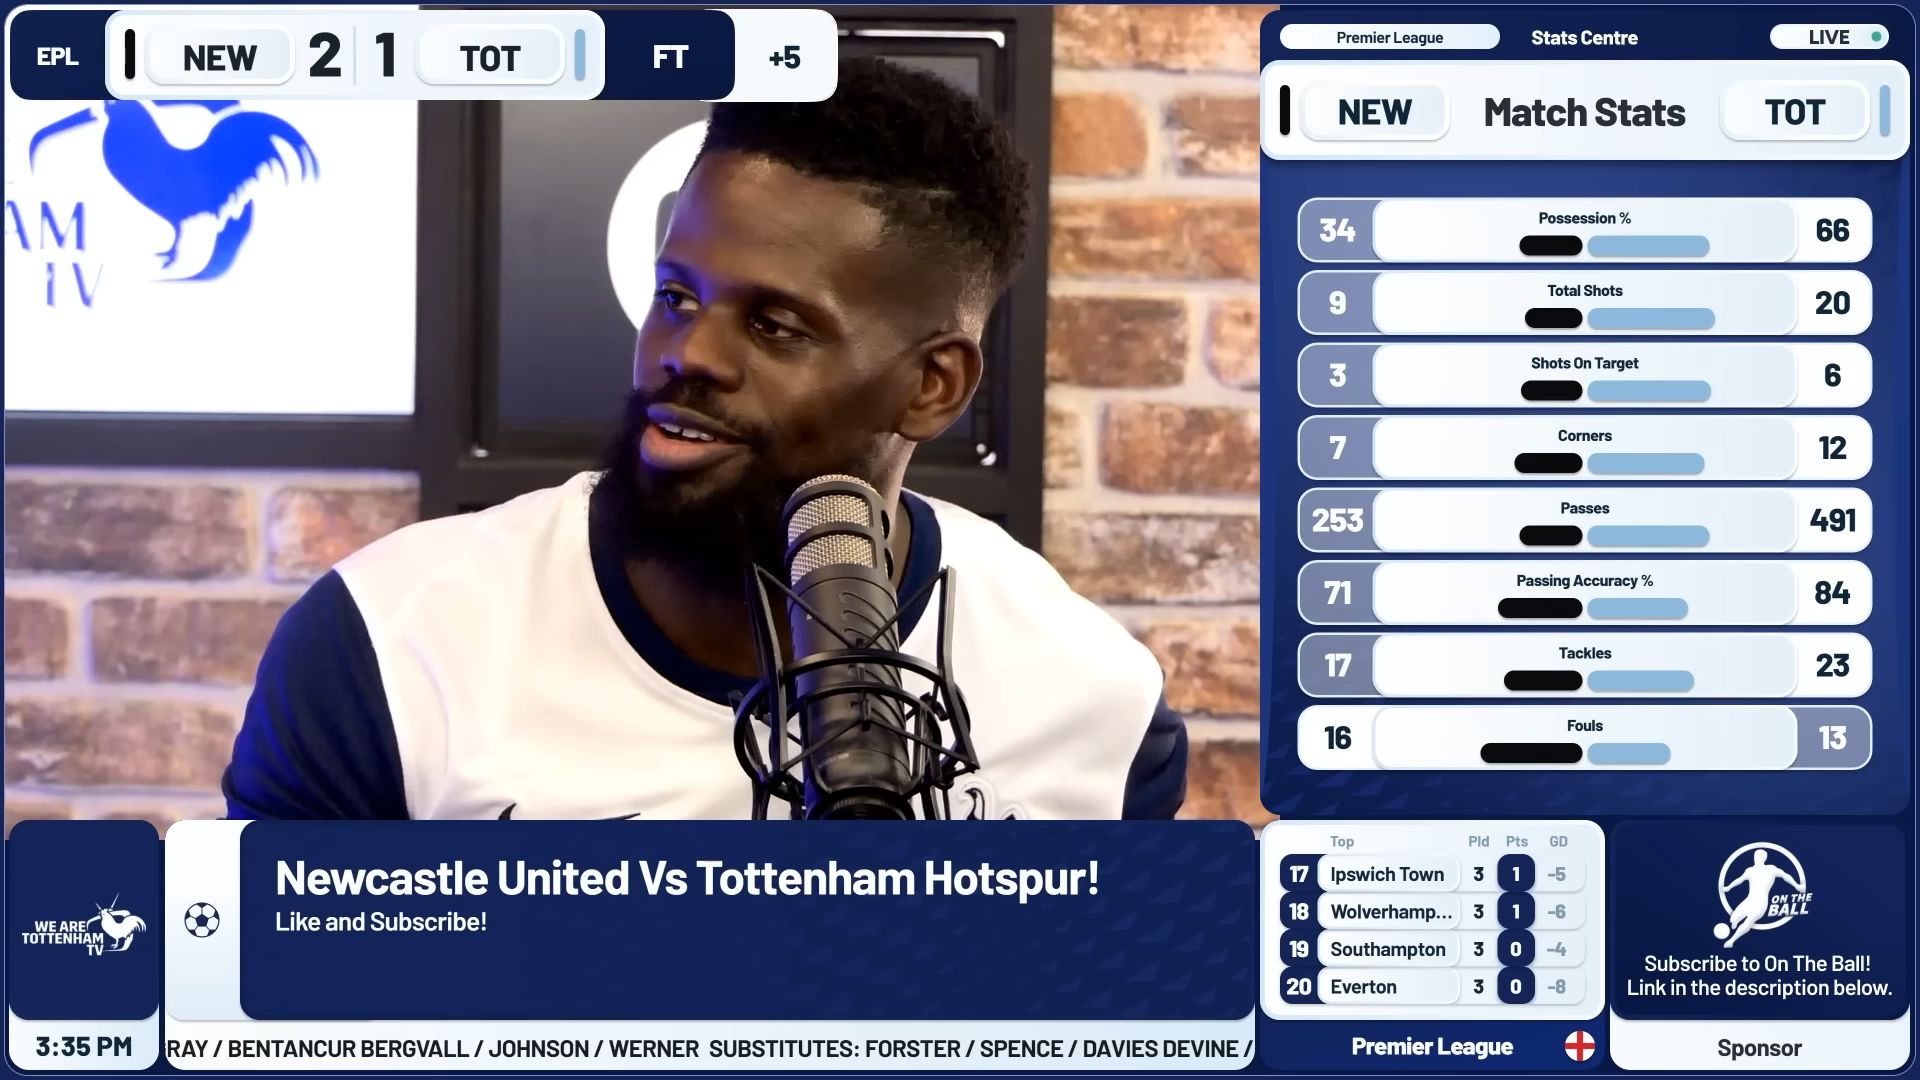 EPL
NEW 2 1 TOT
FT
+5
AM
TV
Premier League
Stats Centre
LIVE
NEW Match Stats TOT
34 Possession % 66
9 Total Shots 20
3 Shots On Target 6
7 Corners 12
253 Passes 491
71 Passing Accuracy % 84
17 Tackles 23
16 Fouls 13
WE ARE
TOTTENHAM
TV
Newcastle United Vs Tottenham Hotspur!
Like and Subscribe!
Top Pld Pts GD
17 Ipswich Town 3 1 -5
18 Wolverhamp... 3 1 -6
19 Southampton 3 0 -4
20 Everton 3 0 -8
Premier League
ON THE
BALL
Subscribe to On The Ball!
Link in the description below.
Sponsor
3:35 PM
RAY / BENTANCUR BERGVALL / JOHNSON / WERNER SUBSTITUTES: FORSTER / SPENCE / DAVIES DEVINE /